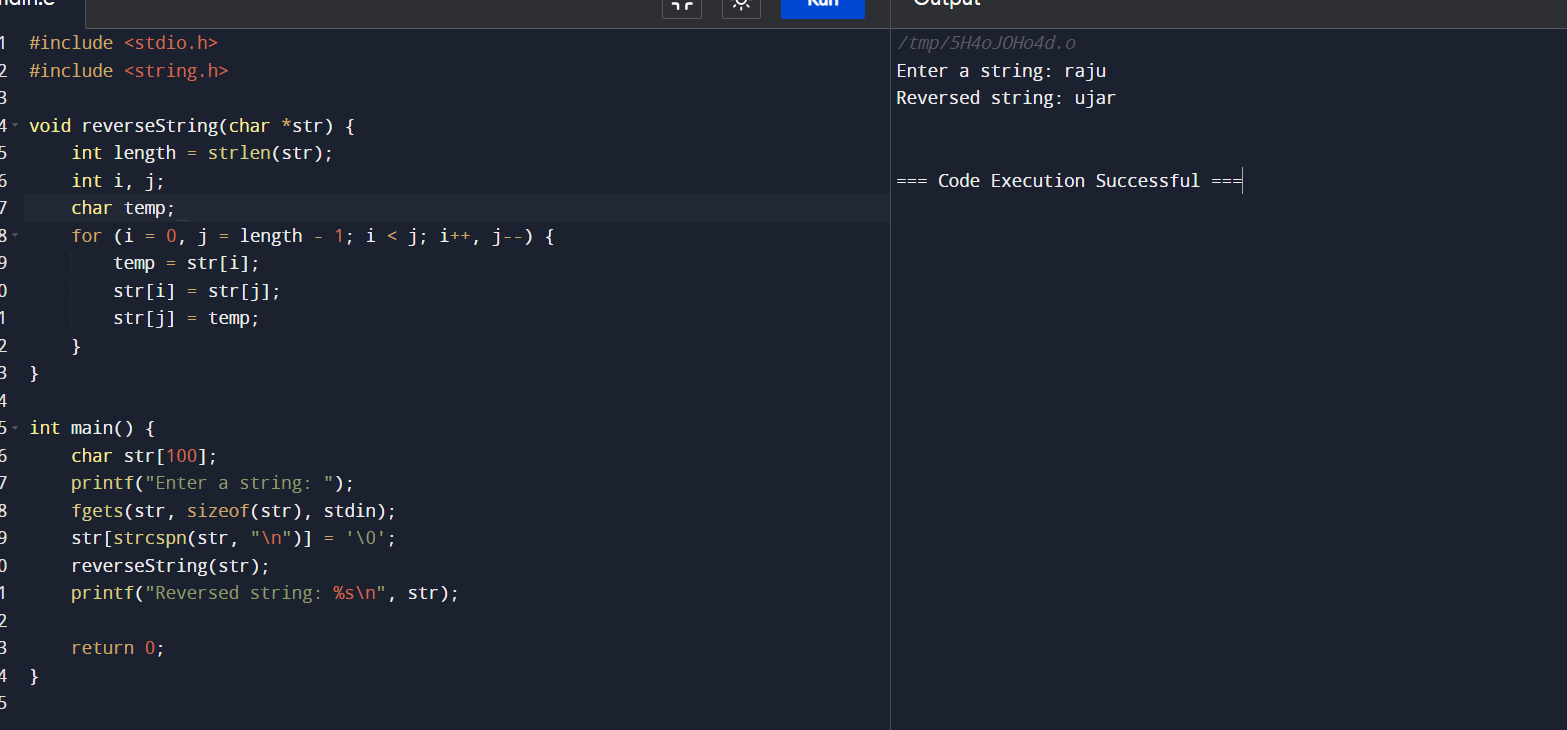 Run
Output
1 #include <stdio.h>
2 #include <string.h>
3
4 void reverseString(char *str) {
5 int length = strlen(str);
6 int i, j;
7 char temp;
8 for (i = 0, j = length - 1; i < j; i++, j--) {
9 temp = str[i];
0 str[i] = str[j];
1 str[j] = temp;
2 }
3 }
4
5 int main() {
6 char str[100];
7 printf("Enter a string: ");
8 fgets(str, sizeof(str), stdin);
9 str[strcspn(str, "\n")] = '\0';
0 reverseString(str);
1 printf("Reversed string: %s\n", str);
2
3 return 0;
4 }
5
/tmp/5H4oJOHo4d.o
Enter a string: raju
Reversed string: ujar
=== Code Execution Successful ===